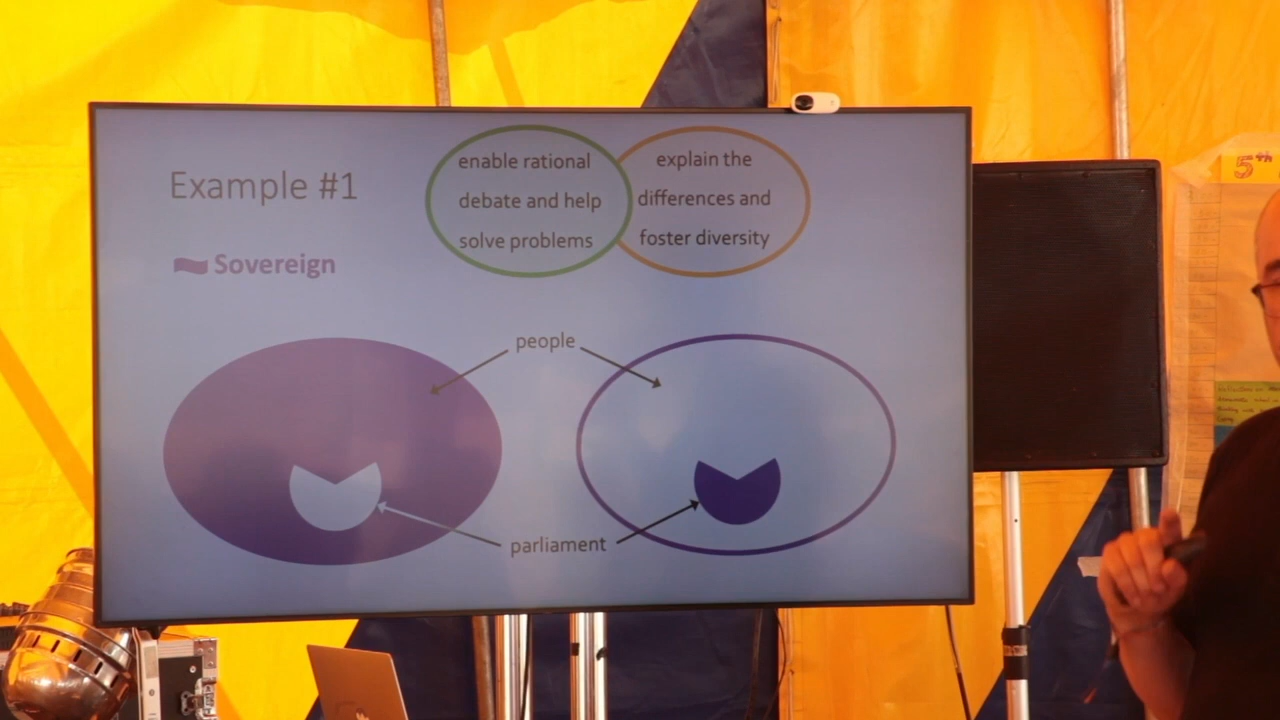 Example #1
Sovereign
enable rational
debate and help
solve problems
explain the
differences and
foster diversity
people
parliament
5th